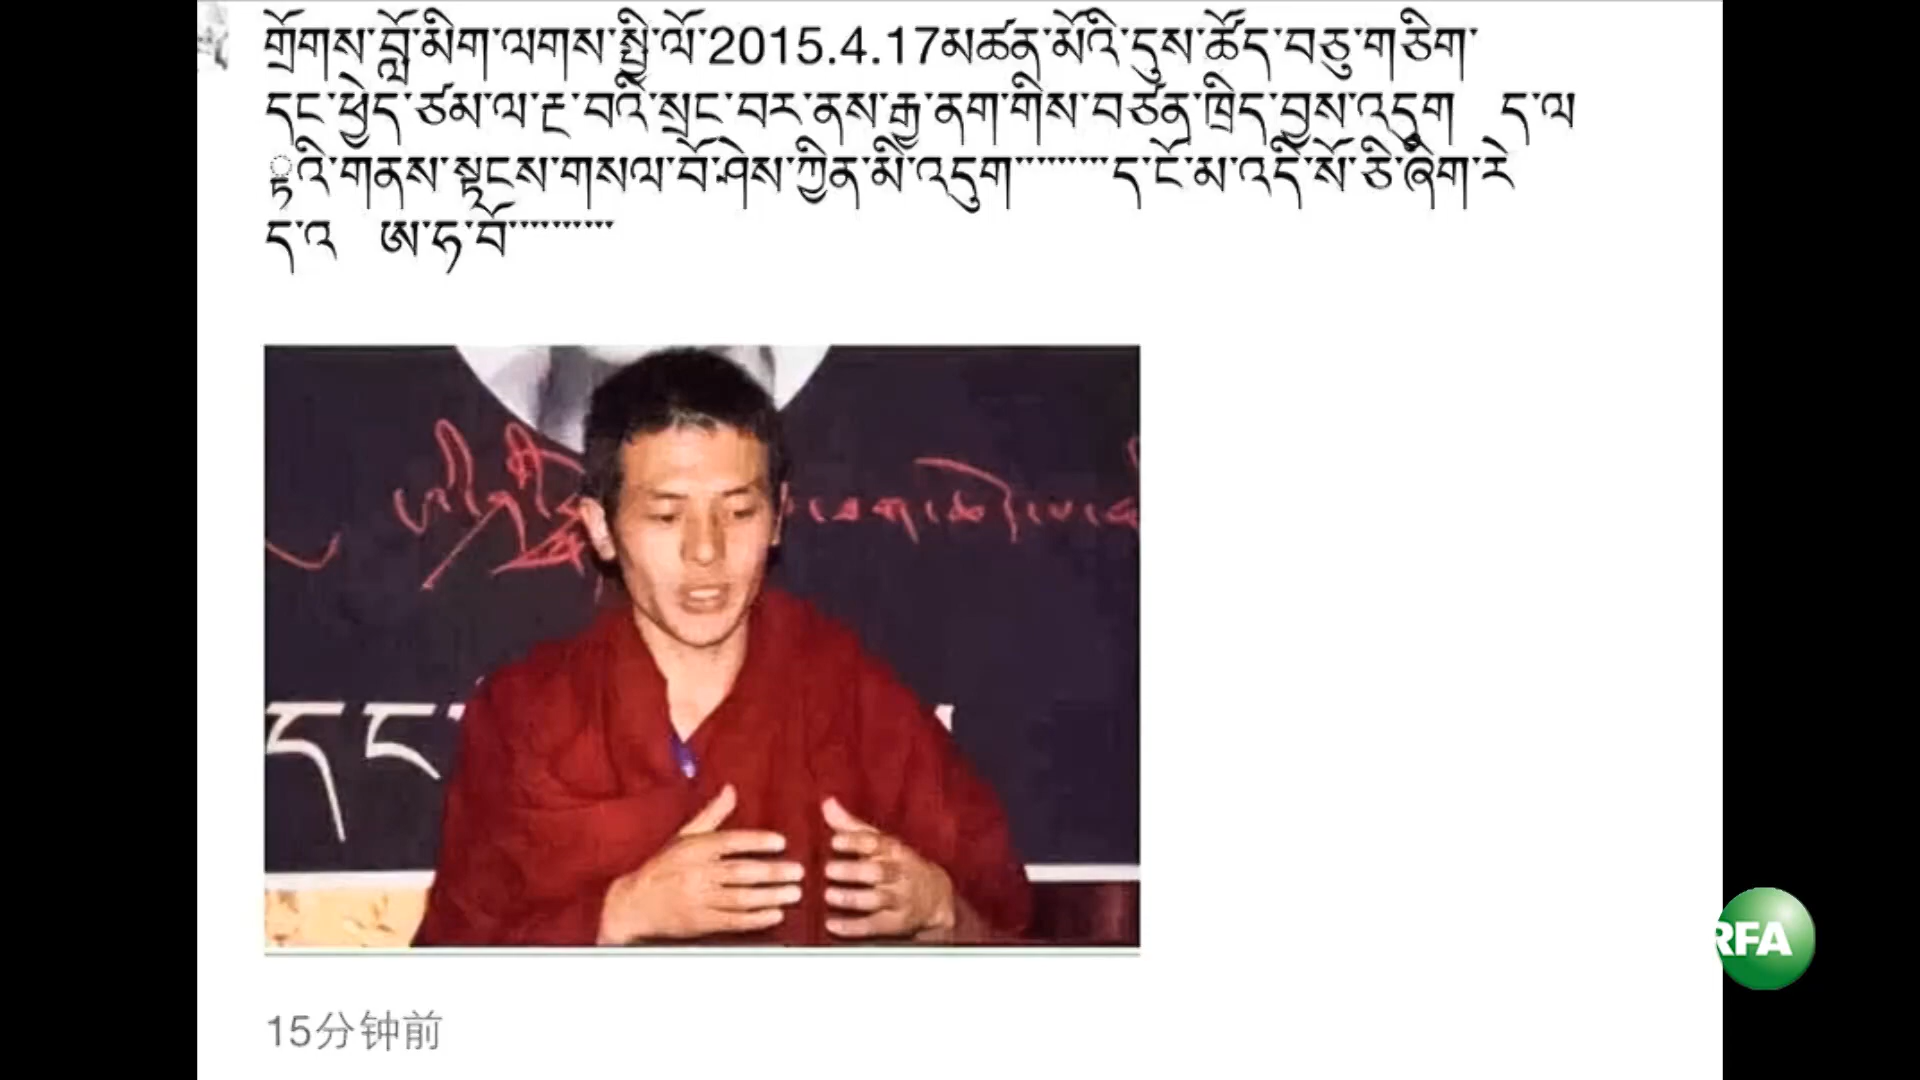 གྲོགས་བློ་མིག་ལགས་སྤྱི་ལོ་2015.4.17མཚན་མོའི་དུས་ཚོད་བཅུ་གཅིག་
དང་ཕྱེད་ཙམ་ལ་རྔ་བའི་སྲང་བར་ནས་རྒྱ་ནག་གིས་བཙན་ཁྲིད་བྱས་འདུག ད་ལ
ྟའི་གནས་སྟངས་གསལ་བོ་ཤེས་ཀྱིན་མི་འདུག་་་་་་་་་་ད་ངོ་མ་འདི་སོ་ཅི་ཞིག་རེ
ད་འ ཨ་ཧ་བོ་་་་་་་་་་
དང
15分钟前
RFA